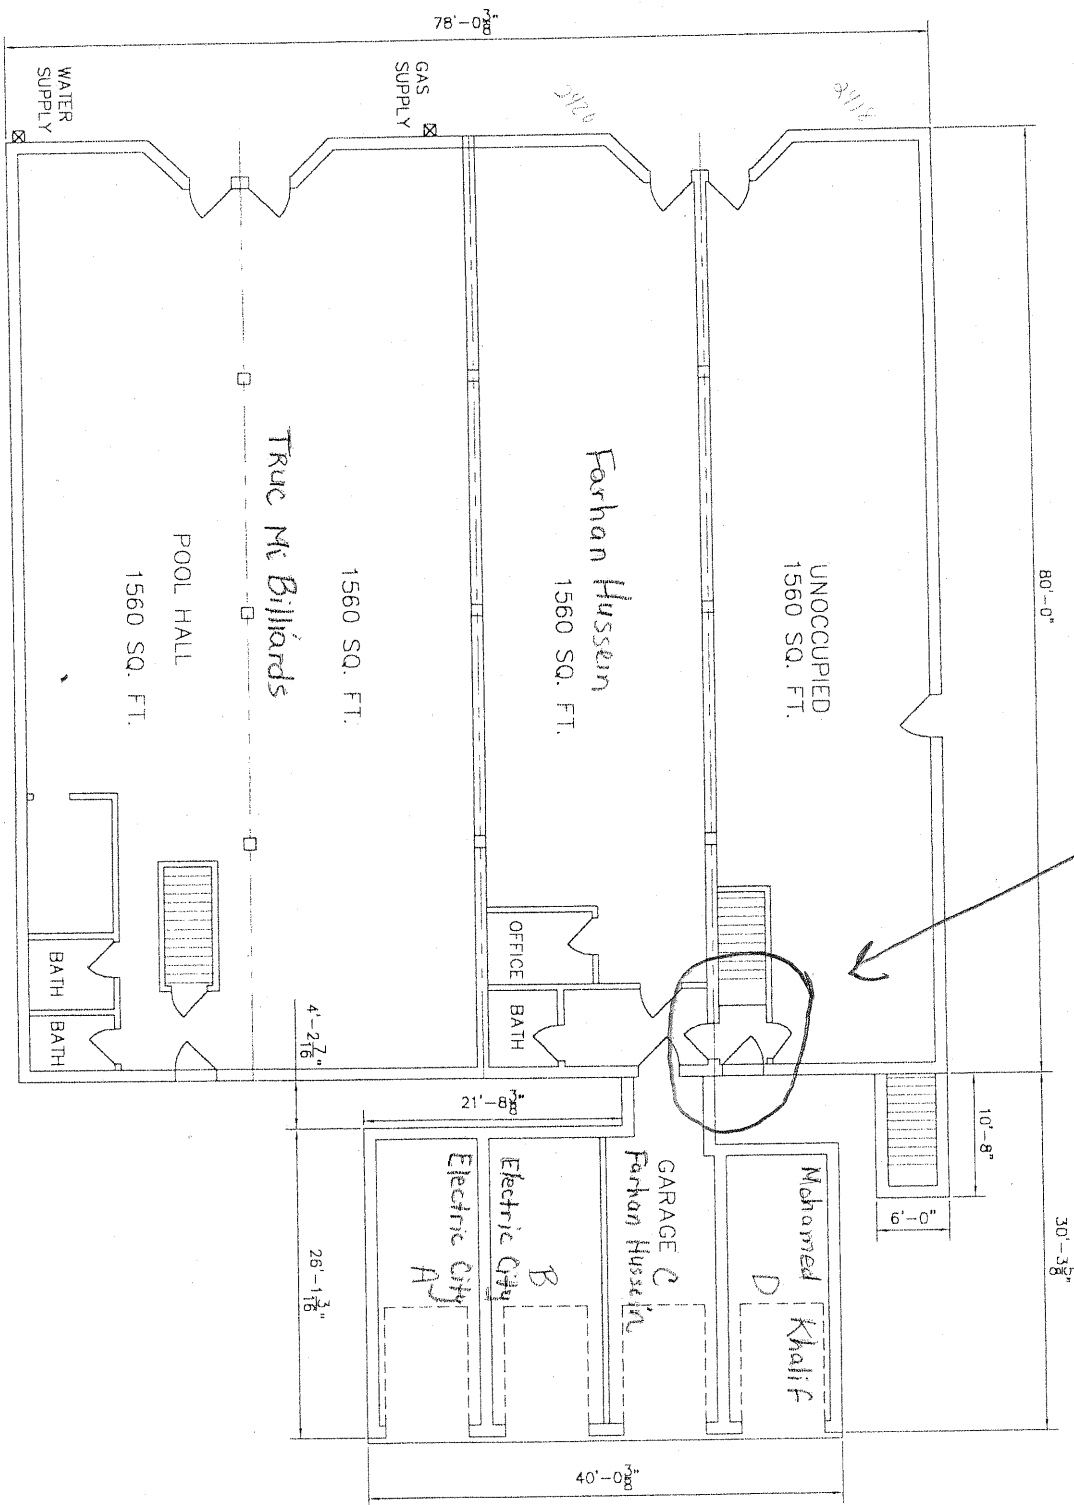 78'-0 3/8"
WATER
SUPPLY
GAS
SUPPLY
2420
2418
80'-0"
UNOCCUPIED
1560 SQ. FT.
Farhan Hussein
1560 SQ. FT.
1560 SQ. FT.
Truc Mi Billiards
POOL HALL
1560 SQ. FT.
OFFICE
BATH
BATH
BATH
4'-2 7/16"
21'-8 3/8"
10'-8"
6'-0"
30'-3 5/8"
Mohamed Khalif
D
GARAGE C
Farhan Hussein
B
Electric City
Electric City
A
26'-1 3/16"
40'-0 3/8"